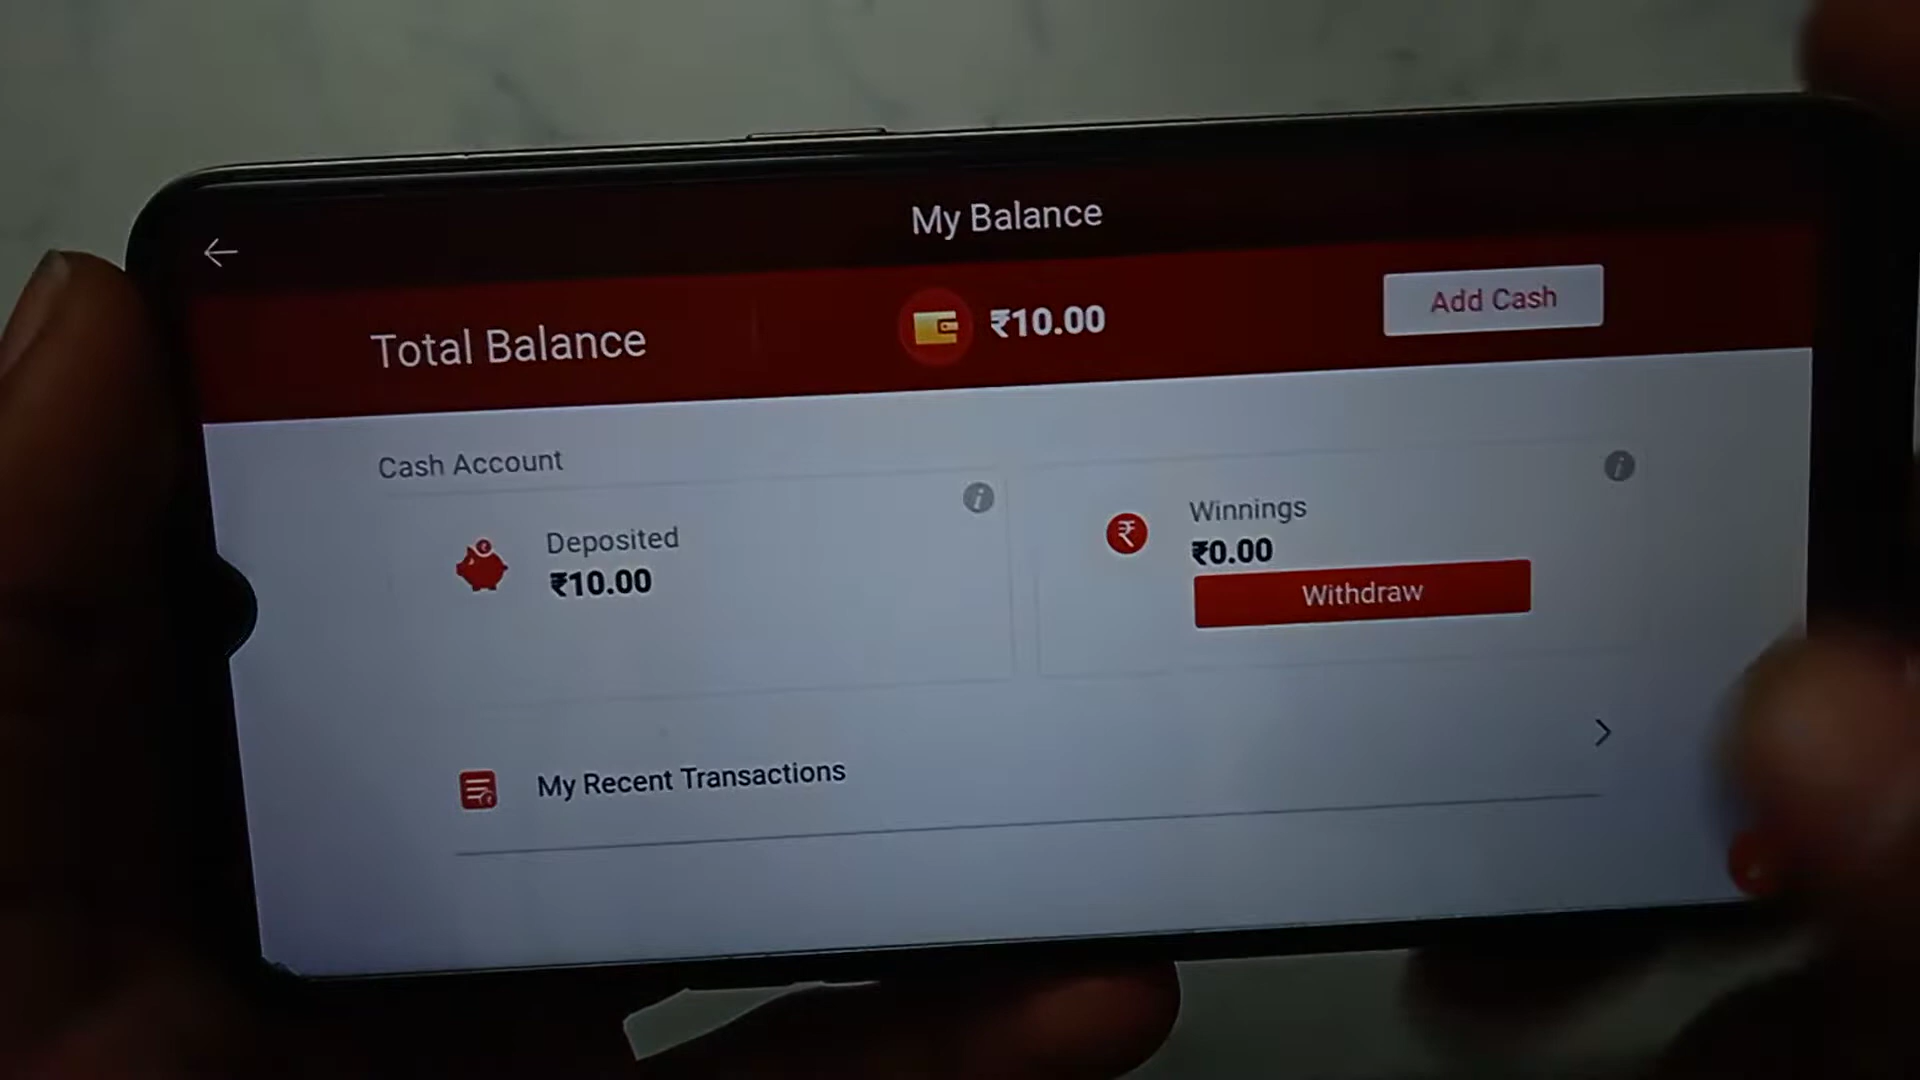 My Balance
Total Balance
₹10.00
Add Cash
Cash Account
Deposited
₹10.00
Winnings
₹0.00
Withdraw
My Recent Transactions